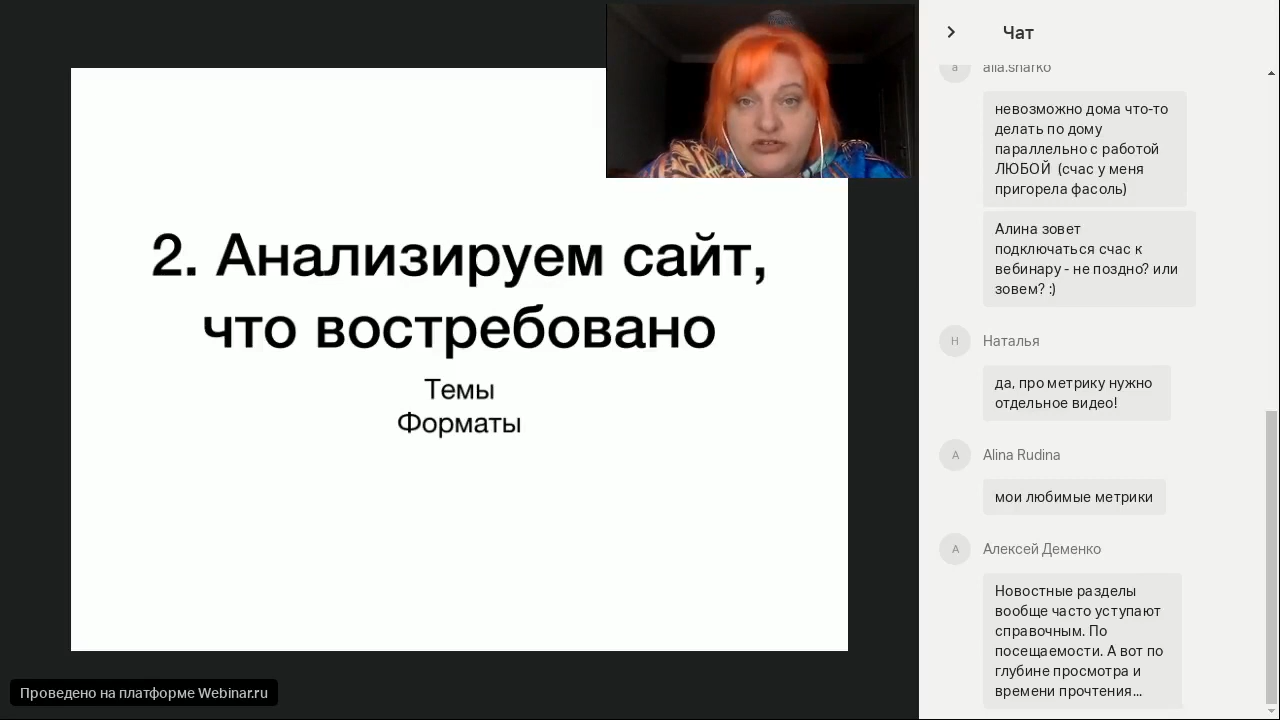 2. Анализируем сайт,
что востребовано
Темы
Форматы
Проведено на платформе Webinar.ru
Чат
a
alla.sharko
невозможно дома что-то
делать по дому
параллельно с работой
ЛЮБОЙ (счас у меня
пригорела фасоль)
Алина зовет
подключаться счас к
вебинару - не поздно? или
зовем? :)
Н
Наталья
да, про метрику нужно
отдельное видео!
A
Alina Rudina
мои любимые метрики
А
Алексей Деменко
Новостные разделы
вообще часто уступают
справочным. По
посещаемости. А вот по
глубине просмотра и
времени прочтения...